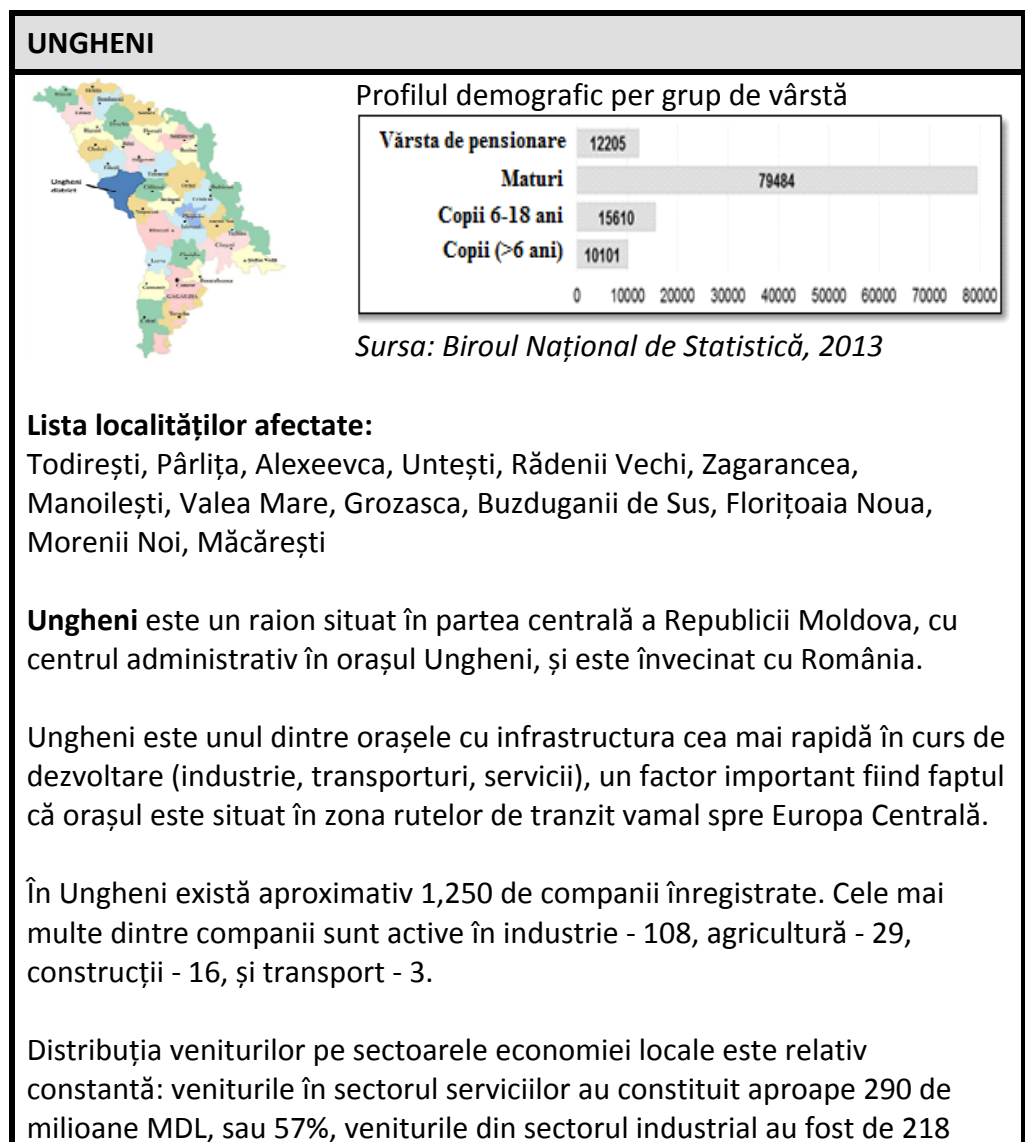 UNGHENI
Ungheni
district
Profilul demografic per grup de vârstă
Vărsta de pensionare 12205
Maturi 79484
Copii 6-18 ani 15610
Copii (>6 ani) 10101
0 10000 20000 30000 40000 50000 60000 70000 80000
Sursa: Biroul Național de Statistică, 2013
Lista localităților afectate:
Todirești, Pârlița, Alexeevca, Untești, Rădenii Vechi, Zagarancea,
Manoilești, Valea Mare, Grozasca, Buzduganii de Sus, Florițoaia Noua,
Morenii Noi, Măcărești
Ungheni este un raion situat în partea centrală a Republicii Moldova, cu
centrul administrativ în orașul Ungheni, și este învecinat cu România.
Ungheni este unul dintre orașele cu infrastructura cea mai rapidă în curs de
dezvoltare (industrie, transporturi, servicii), un factor important fiind faptul
că orașul este situat în zona rutelor de tranzit vamal spre Europa Centrală.
În Ungheni există aproximativ 1,250 de companii înregistrate. Cele mai
multe dintre companii sunt active în industrie - 108, agricultură - 29,
construcții - 16, și transport - 3.
Distribuția veniturilor pe sectoarele economiei locale este relativ
constantă: veniturile în sectorul serviciilor au constituit aproape 290 de
milioane MDL, sau 57%, veniturile din sectorul industrial au fost de 218